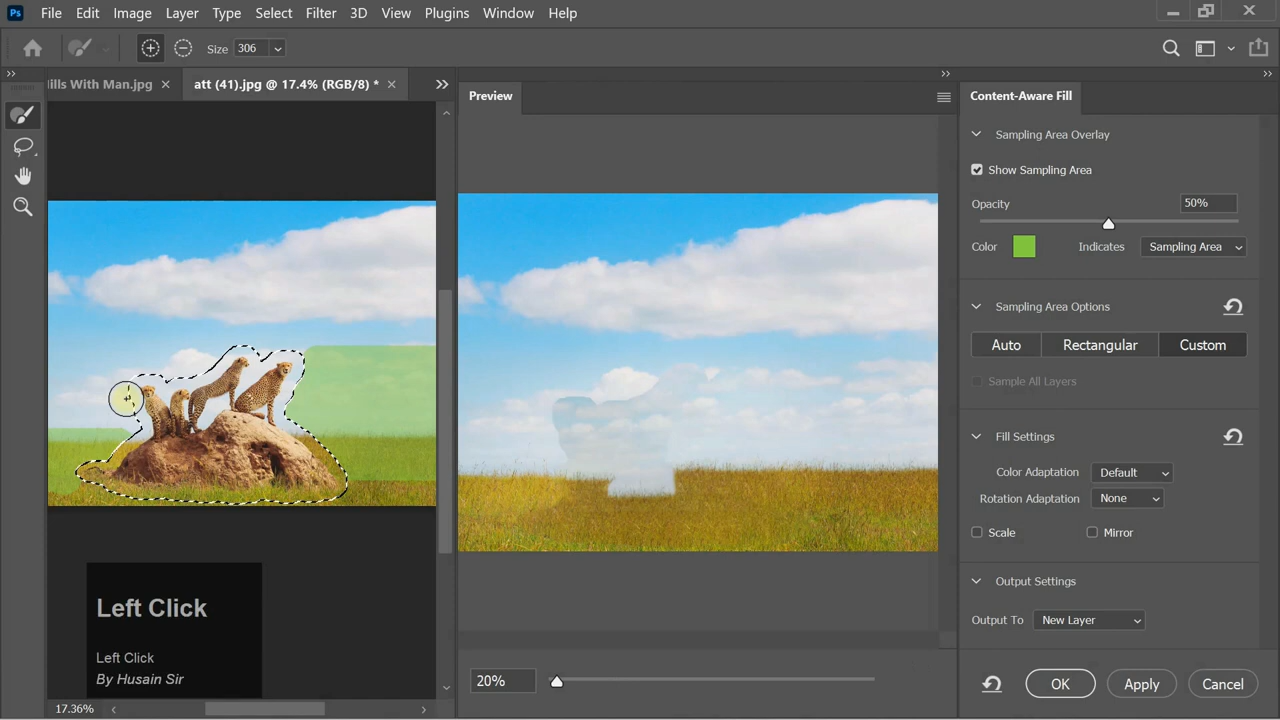 Ps File Edit Image Layer Type Select Filter 3D View Plugins Window Help
Size 306
ills With Man.jpg att (41).jpg @ 17.4% (RGB/8) *
Preview
Content-Aware Fill
Sampling Area Overlay
Show Sampling Area
Opacity 50%
Color Indicates Sampling Area
Sampling Area Options
Auto Rectangular Custom
Sample All Layers
Fill Settings
Color Adaptation Default
Rotation Adaptation None
Scale Mirror
Output Settings
Output To New Layer
Left Click
Left Click
By Husain Sir
20%
OK Apply Cancel
17.36%